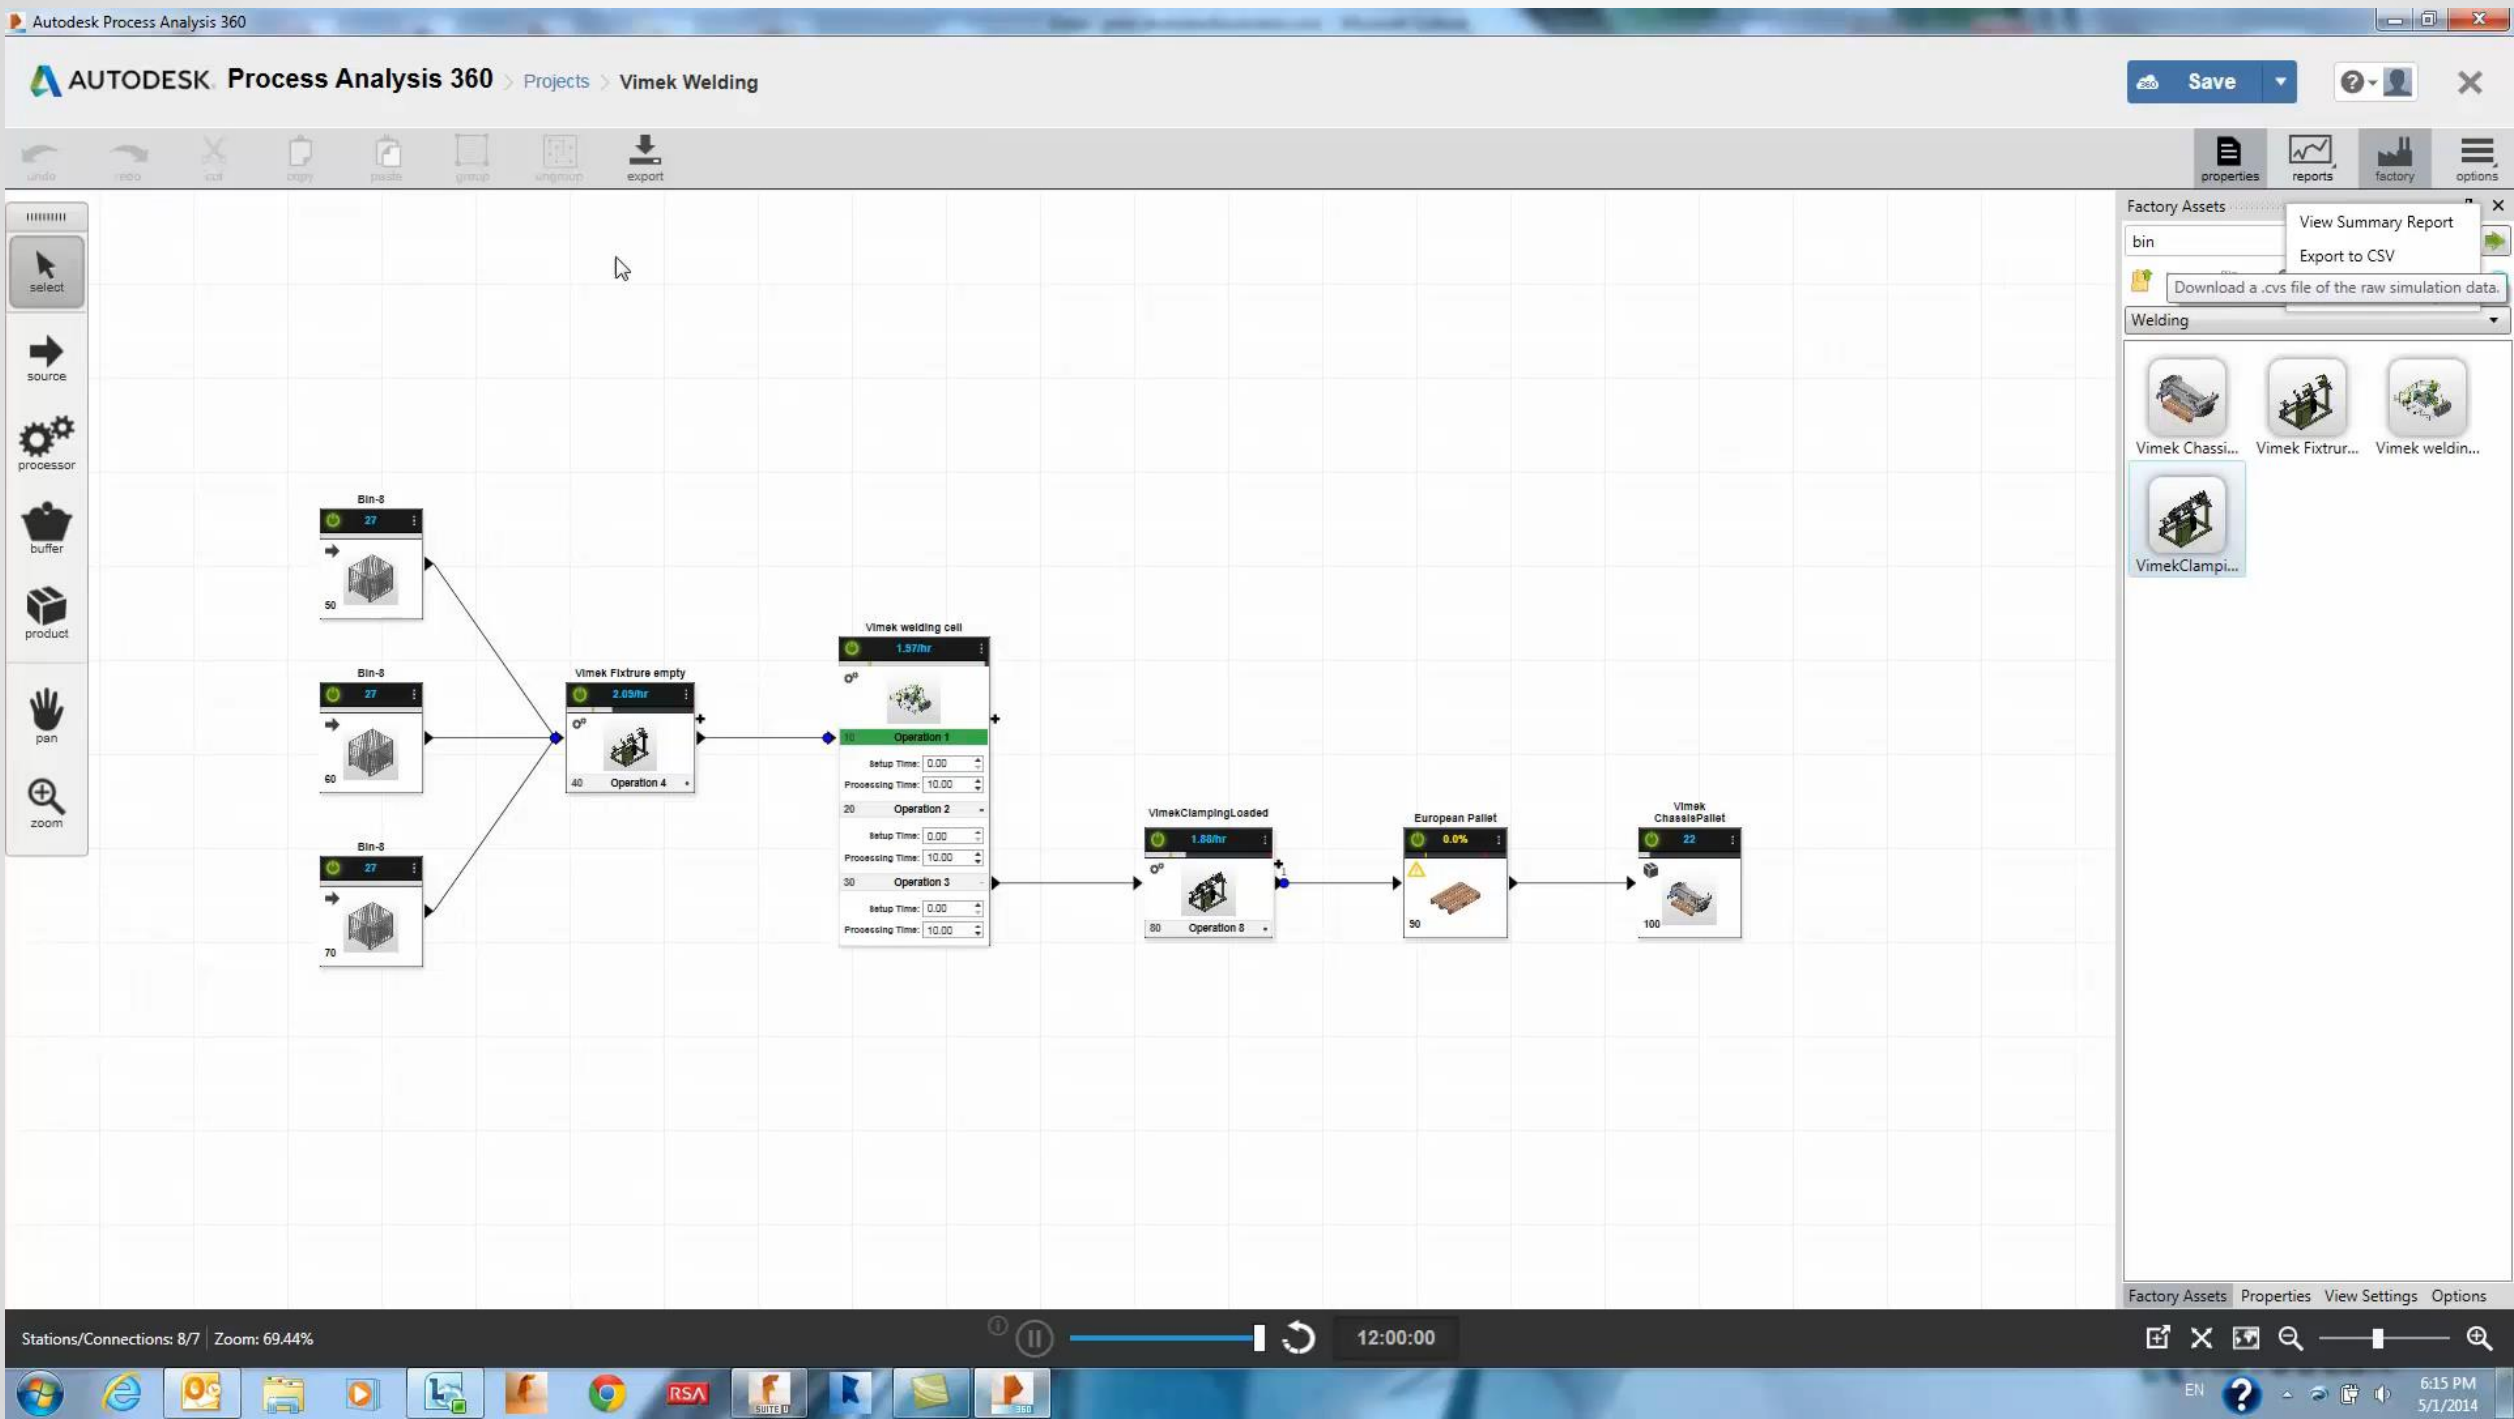 Autodesk Process Analysis 360
AUTODESK. Process Analysis 360 > Projects > Vimek Welding
360 Save
undo redo cut copy paste group ungroup export
properties reports factory options
select
source
processor
buffer
product
pan
zoom
Factory Assets
bin
View Summary Report
Export to CSV
Download a .cvs file of the raw simulation data.
Welding
Vimek Chassi... Vimek Fixtrur... Vimek weldin...
VimekClampi...
Bin-8
27
50
Bin-8
27
60
Bin-8
27
70
Vimek Fixtrure empty
2.09/hr
40 Operation 4
Vimek welding cell
1.97/hr
10 Operation 1
Setup Time: 0.00
Processing Time: 10.00
20 Operation 2
Setup Time: 0.00
Processing Time: 10.00
30 Operation 3
Setup Time: 0.00
Processing Time: 10.00
VimekClampingLoaded
1.88/hr
80 Operation 8
1
European Pallet
0.0%
90
Vimek
ChassisPallet
22
100
Factory Assets Properties View Settings Options
Stations/Connections: 8/7 Zoom: 69.44%
12:00:00
RSA
SUITE U
360
EN
6:15 PM
5/1/2014